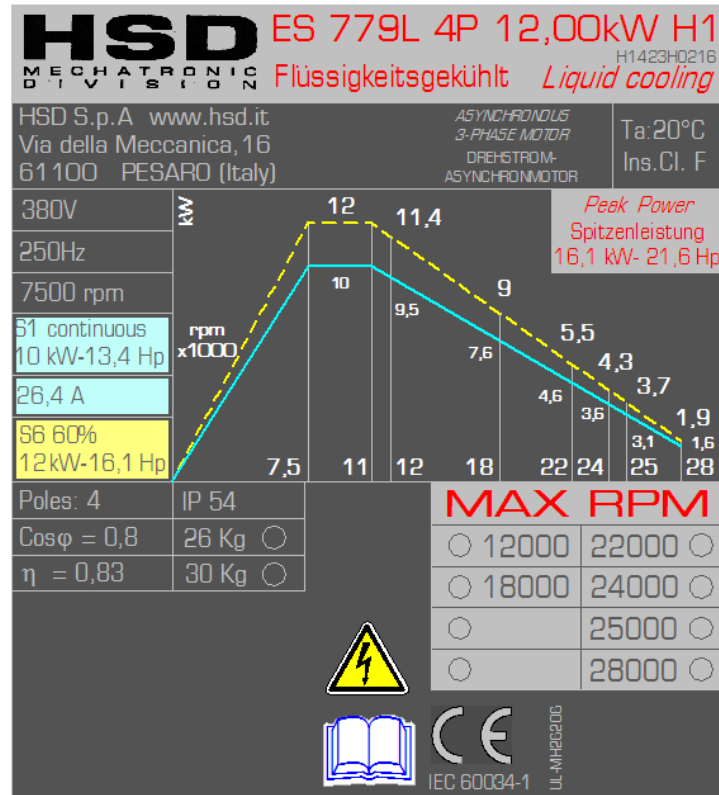 HSD ES 779L 4P 12,00kW H1
H1423H0216
MECHATRONIC
DIVISION
Flüssigkeitsgekühlt Liquid cooling
HSD S.p.A www.hsd.it
Via della Meccanica,16
61100 PESARO (Italy)
ASYNCHRONOUS
3-PHASE MOTOR
DREHSTROM-
ASYNCHRONMOTOR
Ta:20°C
Ins.Cl. F
380V
250Hz
7500 rpm
S1 continuous
10 kW-13,4 Hp
26,4 A
S6 60%
12kW-16,1 Hp
kW
rpm
x1000
Peak Power
Spitzenleistung
16,1 kW- 21,6 Hp
12 11,4 9 5,5 4,3 3,7 1,9
10 9,5 7,6 4,6 3,6 3,1 1,6
7,5 11 12 18 22 24 25 28
Poles: 4 IP 54
Cosφ = 0,8 26 Kg
η = 0,83 30 Kg
MAX RPM
12000 22000
18000 24000
25000
28000
CE
IEC 60034-1
UL-MH26206